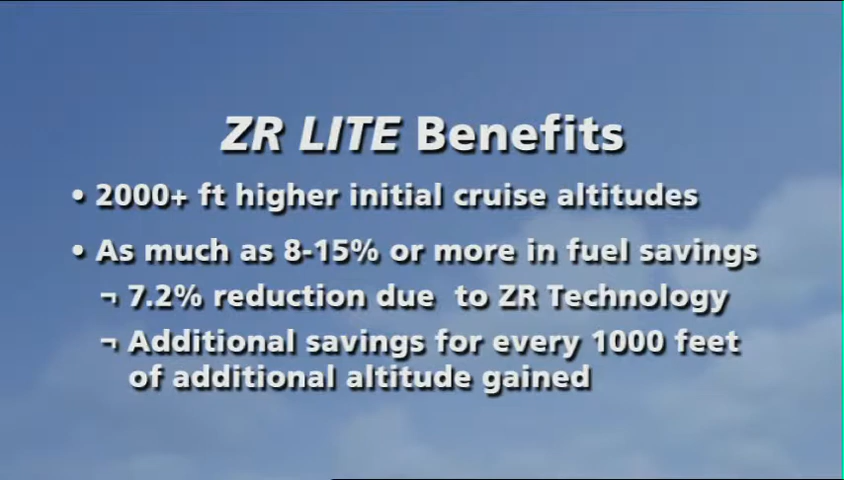 ZR LITE Benefits
• 2000+ ft higher initial cruise altitudes
• As much as 8-15% or more in fuel savings
¬ 7.2% reduction due to ZR Technology
¬ Additional savings for every 1000 feet
of additional altitude gained